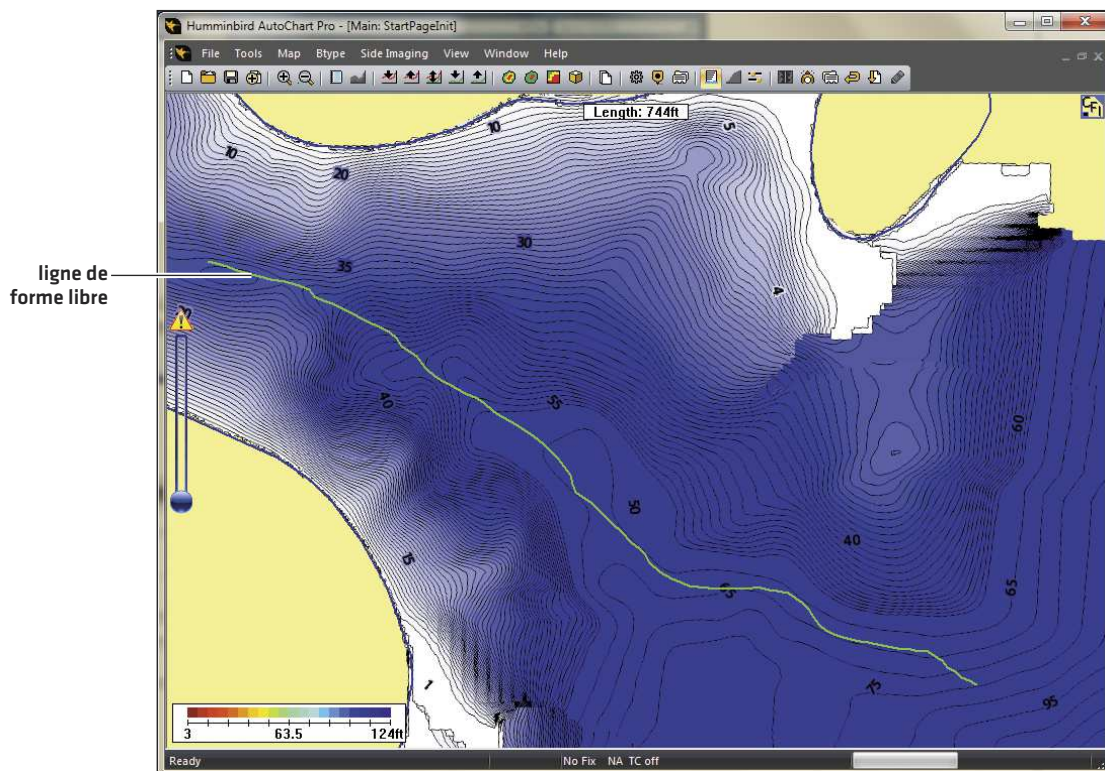 Humminbird AutoChart Pro - [Main: StartPageInit]
File Tools Map Btype Side Imaging View Window Help
Length: 744ft
CFI
5
10
10
20
30
35
ligne de
forme libre
4
40
55
60
50
40
15
65
65
75
1
95
3 63.5 124ft
Ready No Fix NA TC off